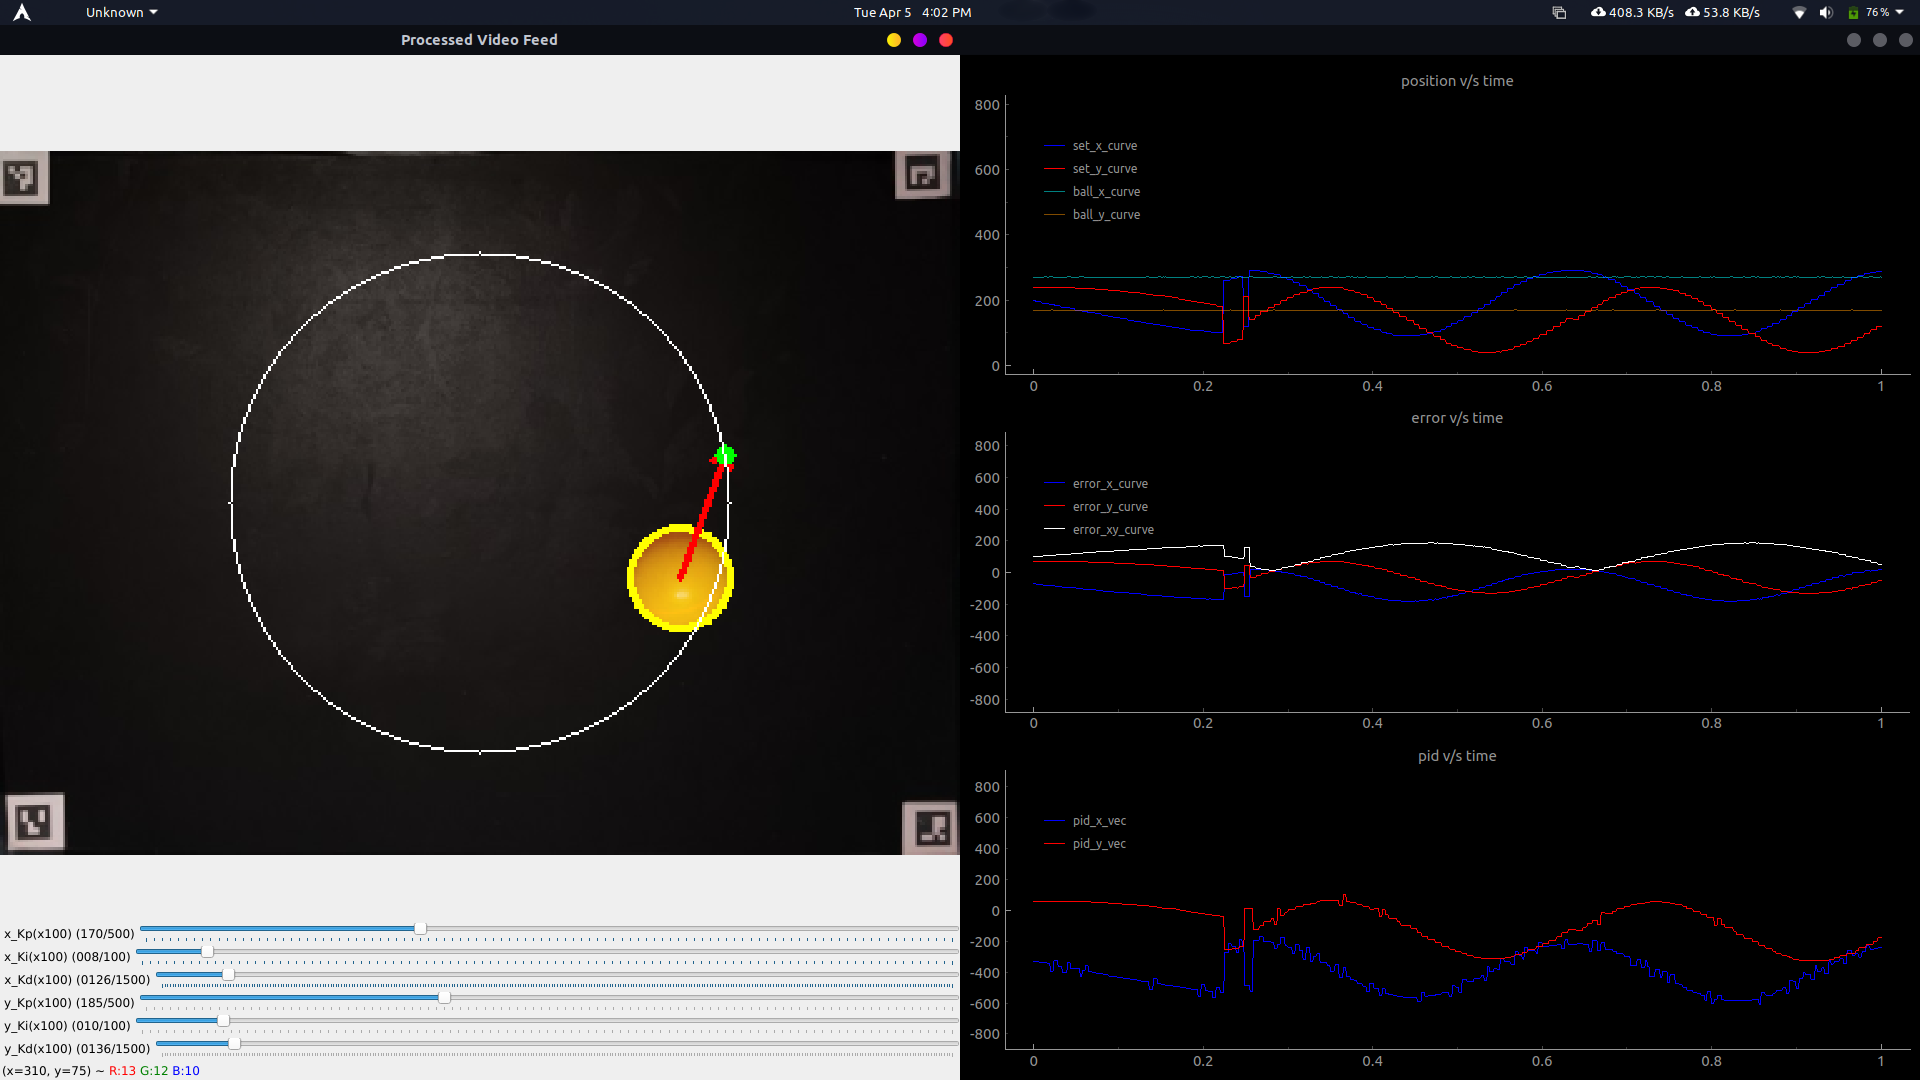 Unknown
Tue Apr 5 4:02 PM
408.3 KB/s 53.8 KB/s 76%
Processed Video Feed
position v/s time
800
600
400
200
0
set_x_curve
set_y_curve
ball_x_curve
ball_y_curve
0 0.2 0.4 0.6 0.8 1
error v/s time
800
600
400
200
0
-200
-400
-600
-800
error_x_curve
error_y_curve
error_xy_curve
0 0.2 0.4 0.6 0.8 1
pid v/s time
800
600
400
200
0
-200
-400
-600
-800
pid_x_vec
pid_y_vec
0 0.2 0.4 0.6 0.8 1
x_Kp(x100) (170/500)
x_Ki(x100) (008/100)
x_Kd(x100) (0126/1500)
y_Kp(x100) (185/500)
y_Ki(x100) (010/100)
y_Kd(x100) (0136/1500)
(x=310, y=75) ~ R:13 G:12 B:10